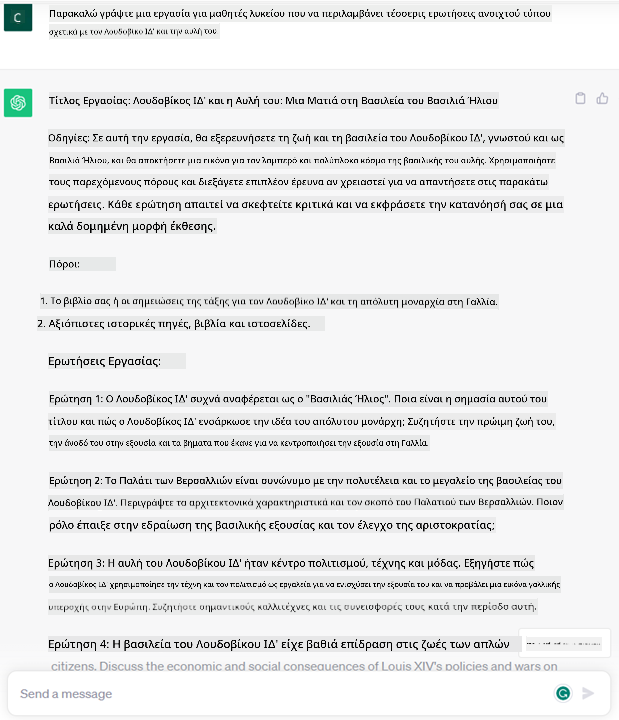 C
Παρακαλώ γράψτε μια εργασία για μαθητές λυκείου που να περιλαμβάνει τέσσερις ερωτήσεις ανοιχτού τύπου
σχετικά με τον Λουδοβίκο ΙΔ' και την αυλή του.
Τίτλος Εργασίας: Λουδοβίκος ΙΔ' και η Αυλή του: Μια Ματιά στη Βασιλεία του Βασιλιά Ήλιου
Οδηγίες: Σε αυτή την εργασία, θα εξερευνήσετε τη ζωή και τη βασιλεία του Λουδοβίκου ΙΔ', γνωστού και ως
Βασιλιά Ήλιου, και θα αποκτήσετε μια εικόνα για τον λαμπερό και πολύπλοκο κόσμο της βασιλικής του αυλής. Χρησιμοποιήστε
τους παρεχόμενους πόρους και διεξάγετε επιπλέον έρευνα αν χρειαστεί για να απαντήσετε στις παρακάτω
ερωτήσεις. Κάθε ερώτηση απαιτεί να σκεφτείτε κριτικά και να εκφράσετε την κατανόησή σας σε μια
καλά δομημένη μορφή έκθεσης.
Πόροι:
1. Το βιβλίο σας ή οι σημειώσεις της τάξης για τον Λουδοβίκο ΙΔ' και τη απόλυτη μοναρχία στη Γαλλία.
2. Αξιόπιστες ιστορικές πηγές, βιβλία και ιστοσελίδες.
Ερωτήσεις Εργασίας:
Ερώτηση 1: Ο Λουδοβίκος ΙΔ' συχνά αναφέρεται ως ο "Βασιλιάς Ήλιος". Ποια είναι η σημασία αυτού του
τίτλου και πώς ο Λουδοβίκος ΙΔ' ενσάρκωσε την ιδέα του απόλυτου μονάρχη; Συζητήστε την πρώιμη ζωή του,
την άνοδό του στην εξουσία και τα βήματα που έκανε για να κεντροποιήσει την εξουσία στη Γαλλία.
Ερώτηση 2: Το Παλάτι των Βερσαλλιών είναι συνώνυμο με την πολυτέλεια και το μεγαλείο της βασιλείας του
Λουδοβίκου ΙΔ'. Περιγράψτε τα αρχιτεκτονικά χαρακτηριστικά και τον σκοπό του Παλατιού των Βερσαλλιών. Ποιον
ρόλο έπαιξε στην εδραίωση της βασιλικής εξουσίας και τον έλεγχο της αριστοκρατίας;
Ερώτηση 3: Η αυλή του Λουδοβίκου ΙΔ' ήταν κέντρο πολιτισμού, τέχνης και μόδας. Εξηγήστε πώς
ο Λουδοβίκος ΙΔ' χρησιμοποίησε την τέχνη και τον πολιτισμό ως εργαλεία για να ενισχύσει την εξουσία του και να προβάλει μια εικόνα γαλλικής
υπεροχής στην Ευρώπη. Συζητήστε σημαντικούς καλλιτέχνες και τις συνεισφορές τους κατά την περίοδο αυτή.
Ερώτηση 4: Η βασιλεία του Λουδοβίκου ΙΔ' είχε βαθιά επίδραση στις ζωές των απλών
citizens. Discuss the economic and social consequences of Louis XIV's policies and wars on
Send a message